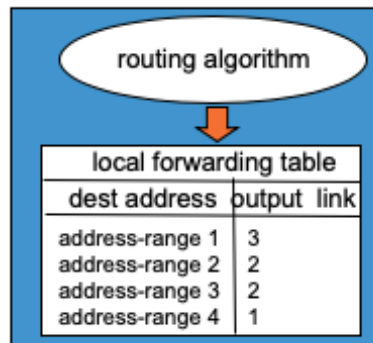 routing algorithm
local forwarding table
dest address output link
address-range 1 3
address-range 2 2
address-range 3 2
address-range 4 1